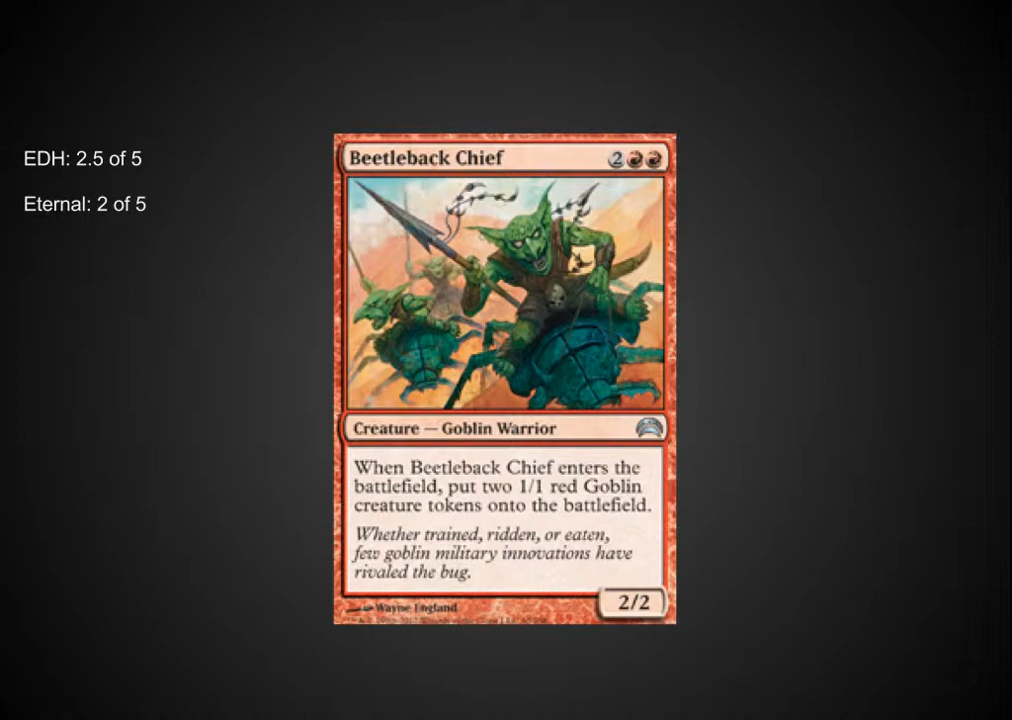 EDH: 2.5 of 5
Eternal: 2 of 5
Beetleback Chief 2
Creature — Goblin Warrior
When Beetleback Chief enters the
battlefield, put two 1/1 red Goblin
creature tokens onto the battlefield.
Whether trained, ridden, or eaten,
few goblin military innovations have
rivaled the bug.
2/2
Wayne England